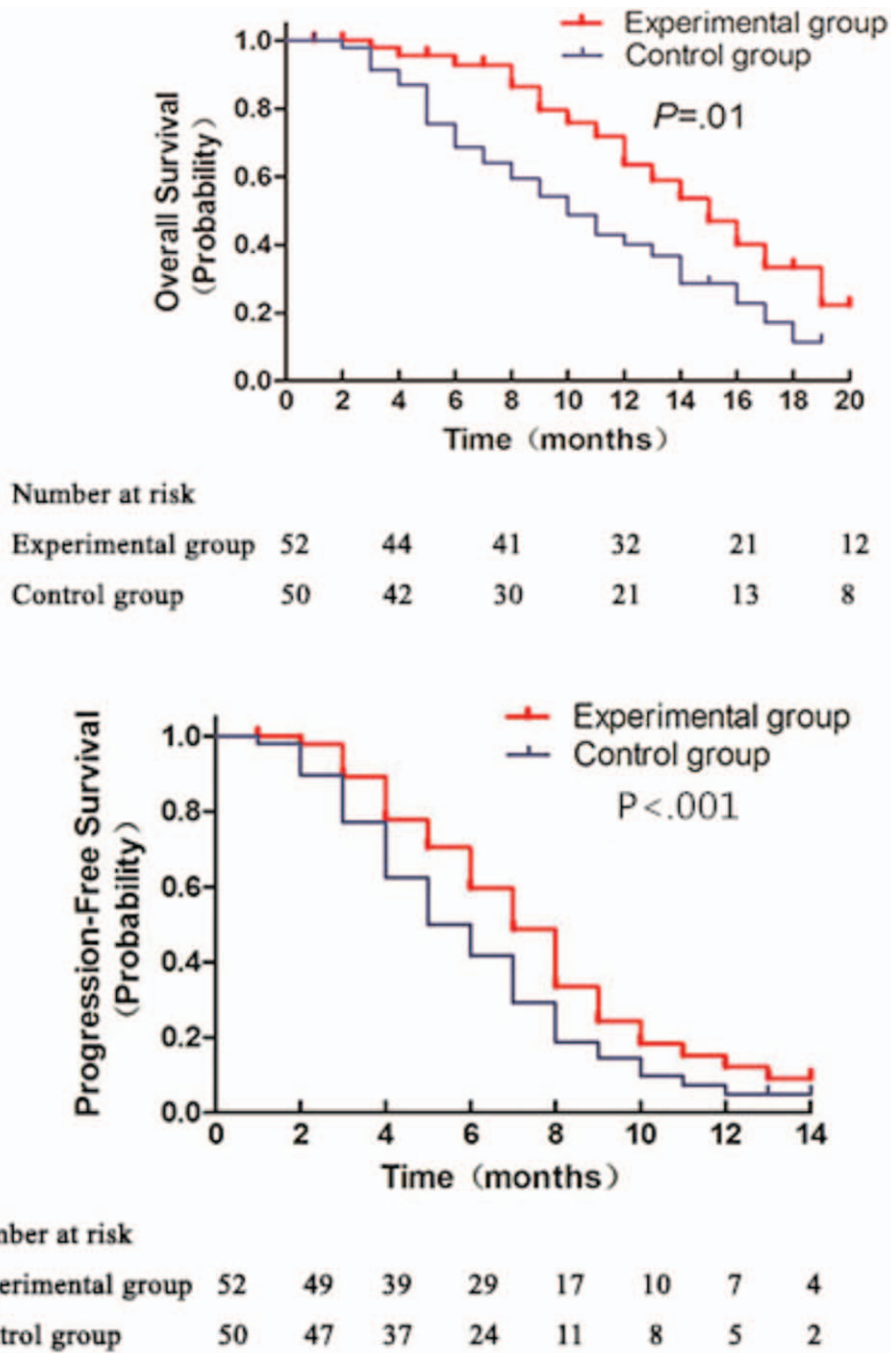 Experimental group
Control group
P=.01
Overall Survival
(Probability)
1.0
0.8
0.6
0.4
0.2
0.0
0 2 4 6 8 10 12 14 16 18 20
Time (months)
Number at risk
Experimental group 52 44 41 32 21 12
Control group 50 42 30 21 13 8
Experimental group
Control group
P<.001
Progression-Free Survival
(Probability)
1.0
0.8
0.6
0.4
0.2
0.0
0 2 4 6 8 10 12 14
Time (months)
nber at risk
erimental group 52 49 39 29 17 10 7 4
trol group 50 47 37 24 11 8 5 2